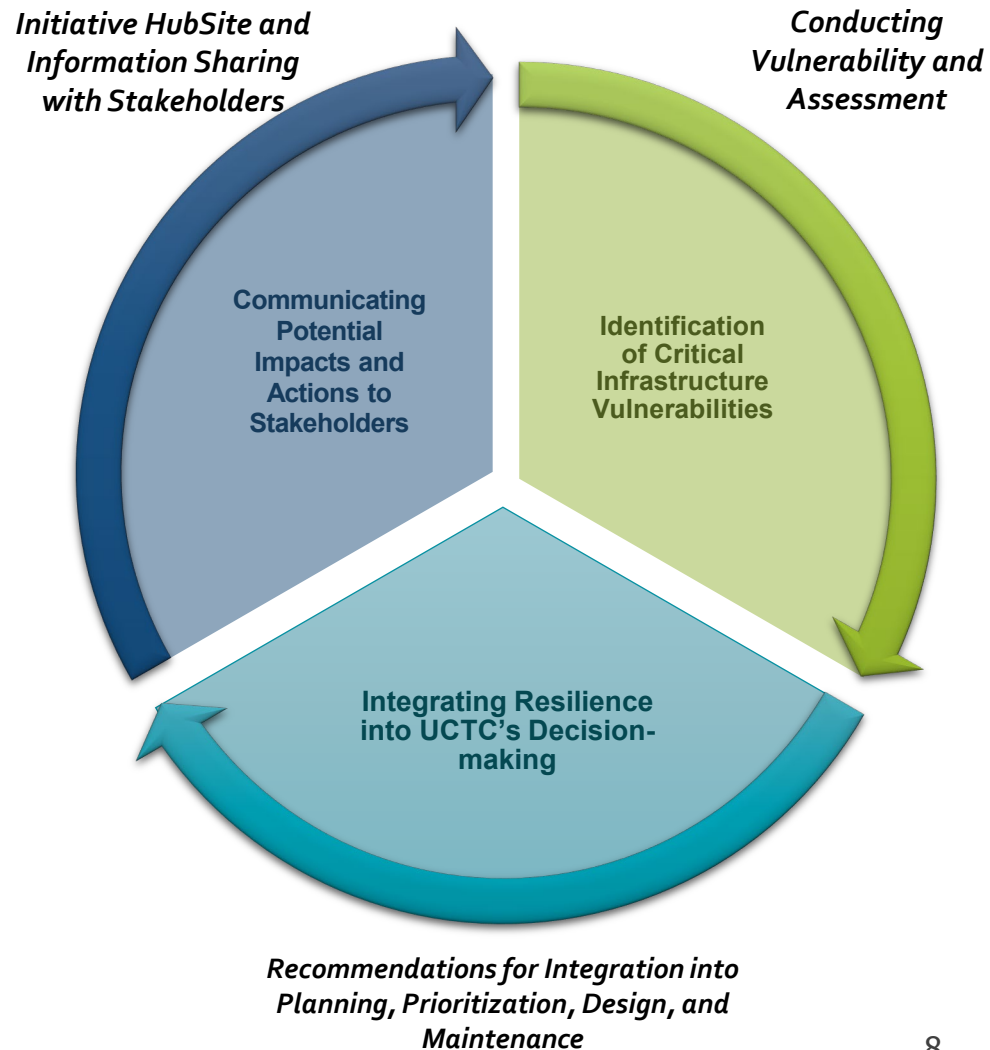 Initiative HubSite and
Information Sharing
with Stakeholders
Conducting
Vulnerability and
Assessment
Communicating
Potential
Impacts and
Actions to
Stakeholders
Identification
of Critical
Infrastructure
Vulnerabilities
Integrating Resilience
into UCTC’s Decision-
making
Recommendations for Integration into
Planning, Prioritization, Design, and
Maintenance
8